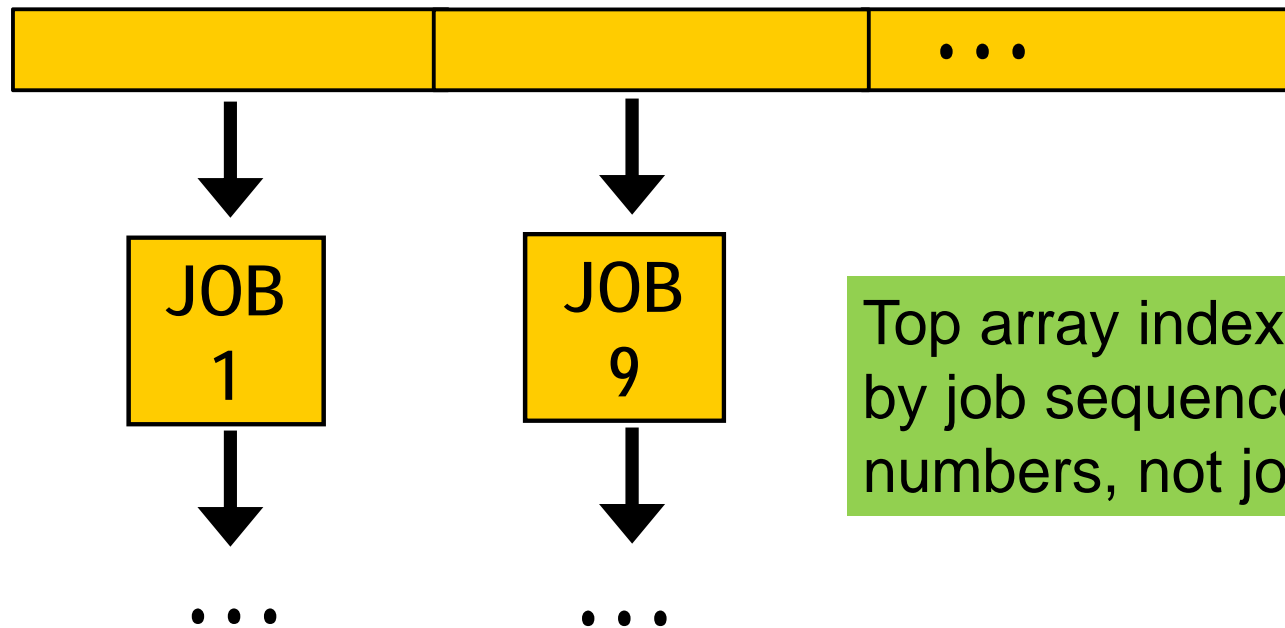 • • •
JOB
1
JOB
9
Top array index
by job sequence
numbers, not jo
• • •
• • •